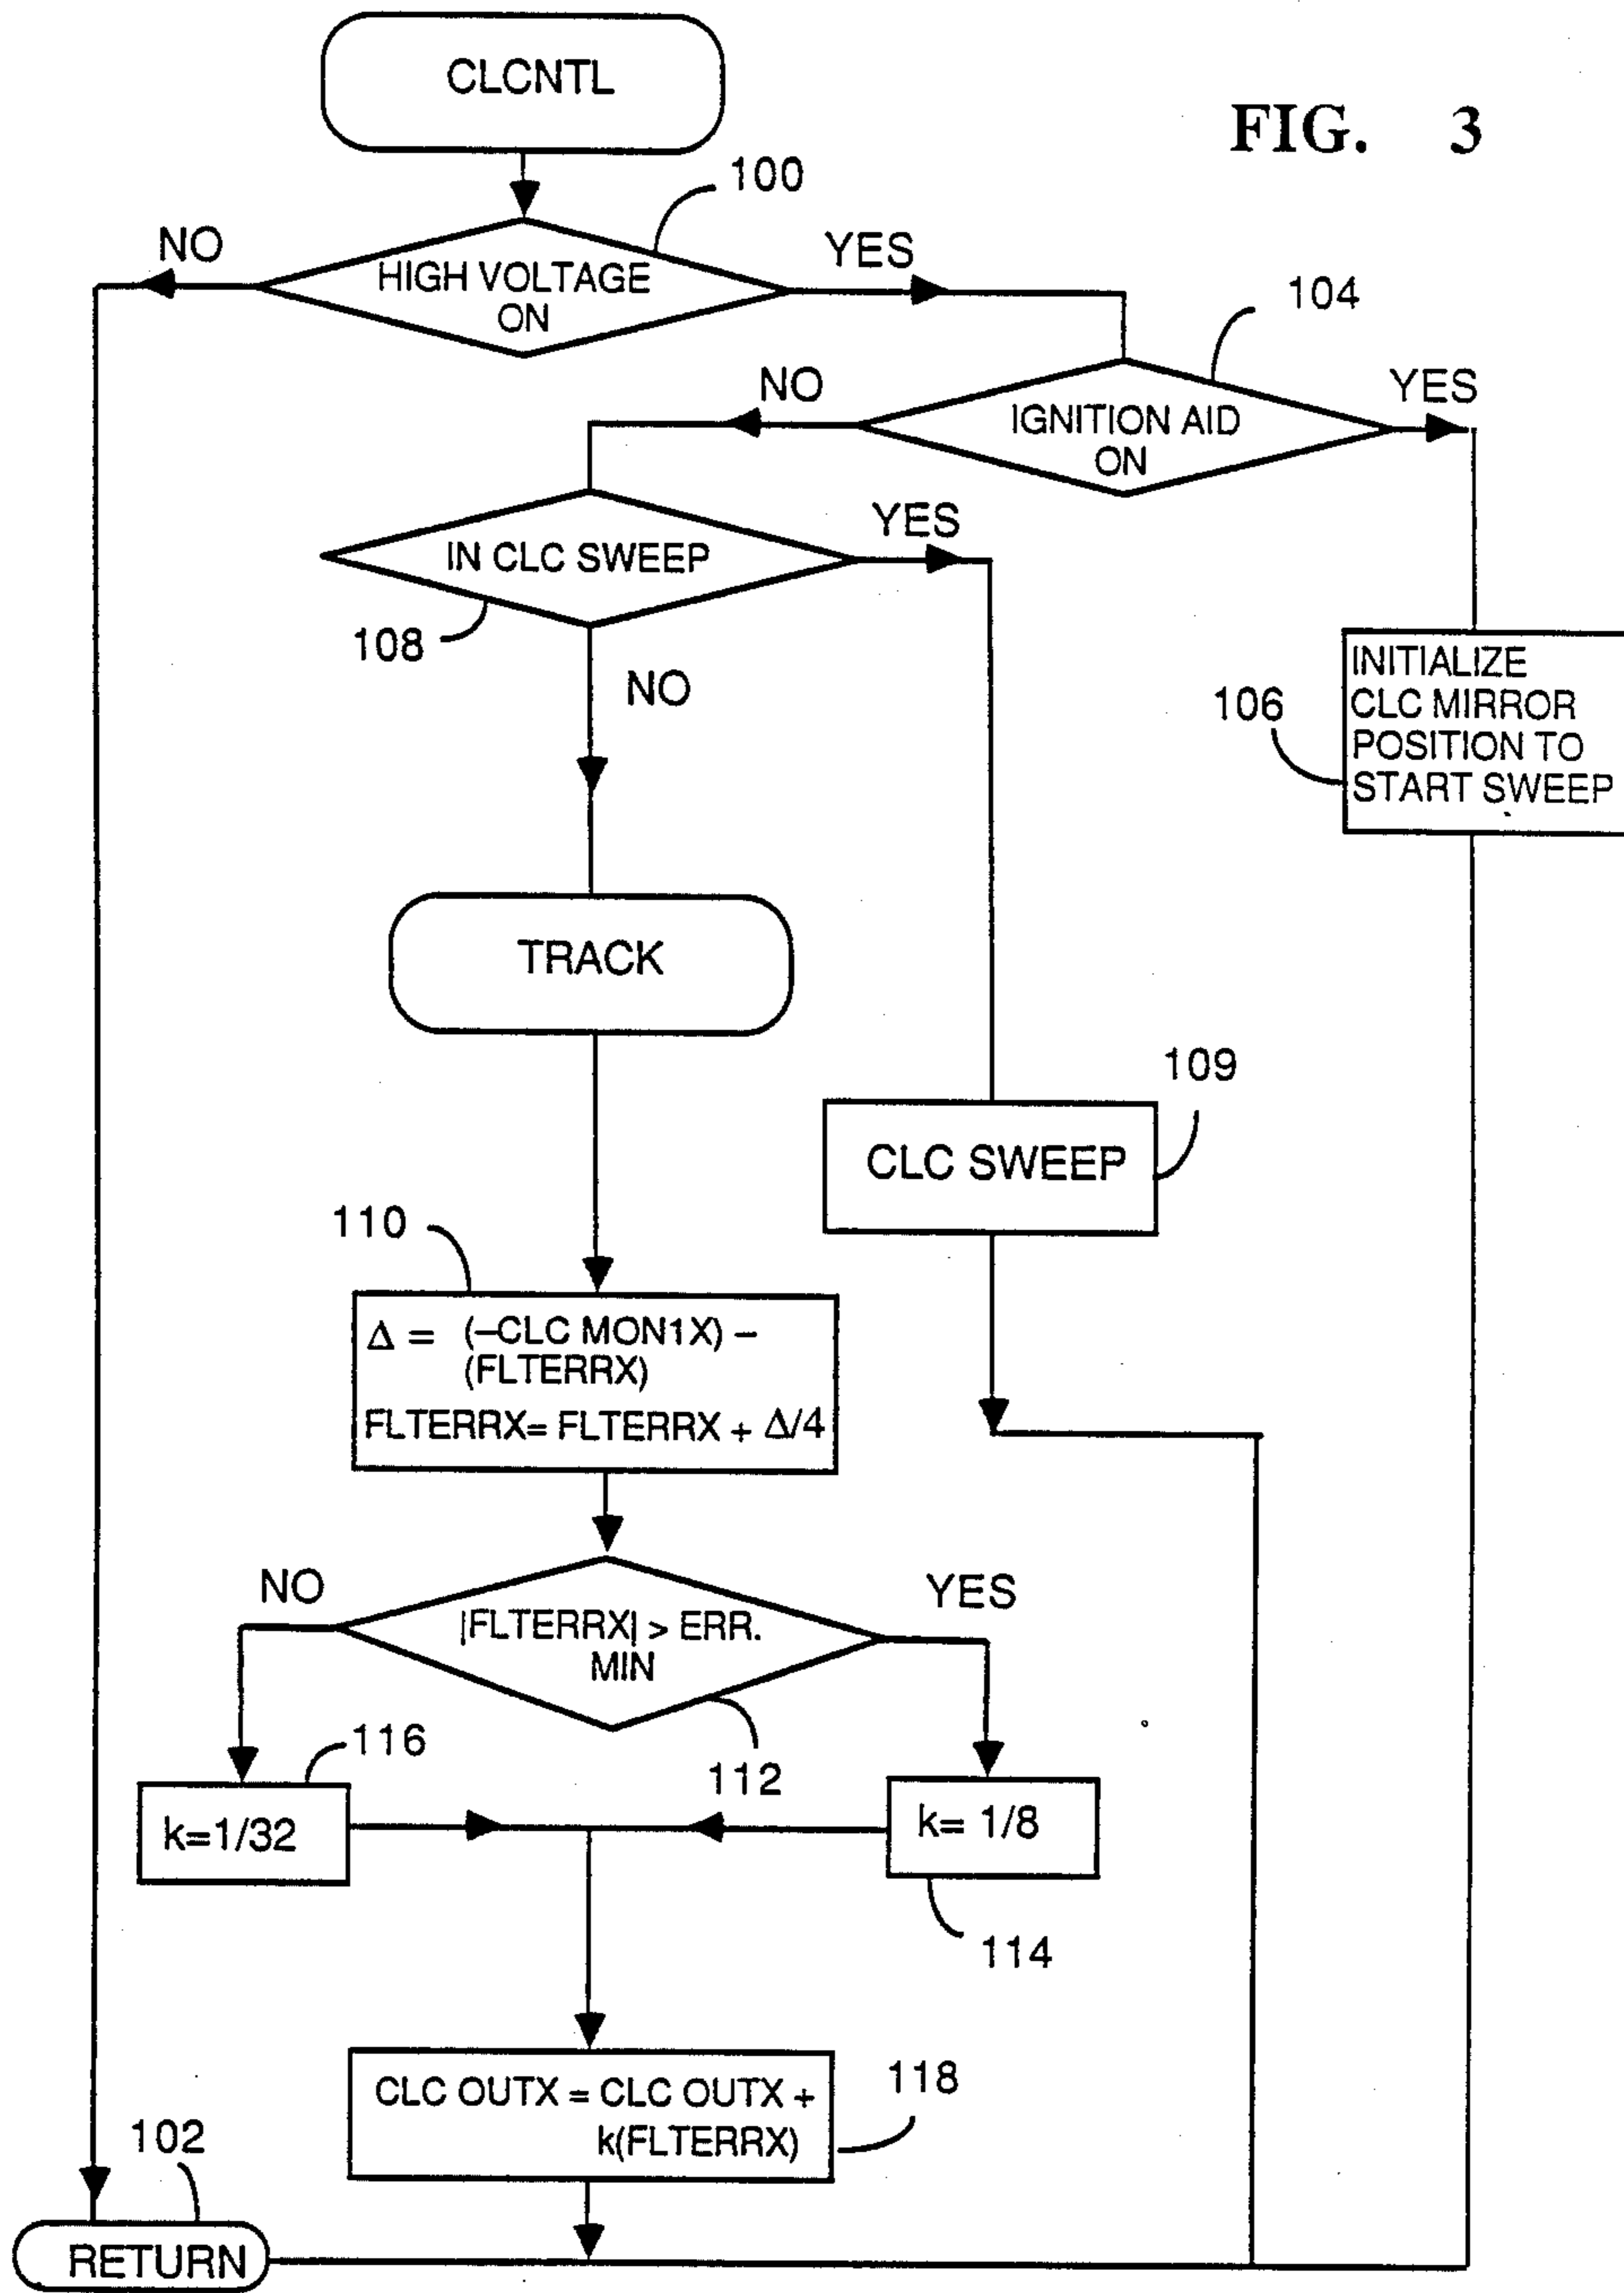 CLCNTL
FIG. 3
100
NO
YES
HIGH VOLTAGE
ON
104
NO
YES
IGNITION AID
ON
YES
IN CLC SWEEP
108
NO
INITIALIZE
CLC MIRROR
POSITION TO
START SWEEP
106
TRACK
109
CLC SWEEP
110
Δ = (–CLC MON1X) –
(FLTERRX)
FLTERRX= FLTERRX + Δ/4
NO
YES
|FLTERRX| > ERR.
MIN
116
112
k=1/32
k= 1/8
114
CLC OUTX = CLC OUTX +
k(FLTERRX)
118
102
RETURN